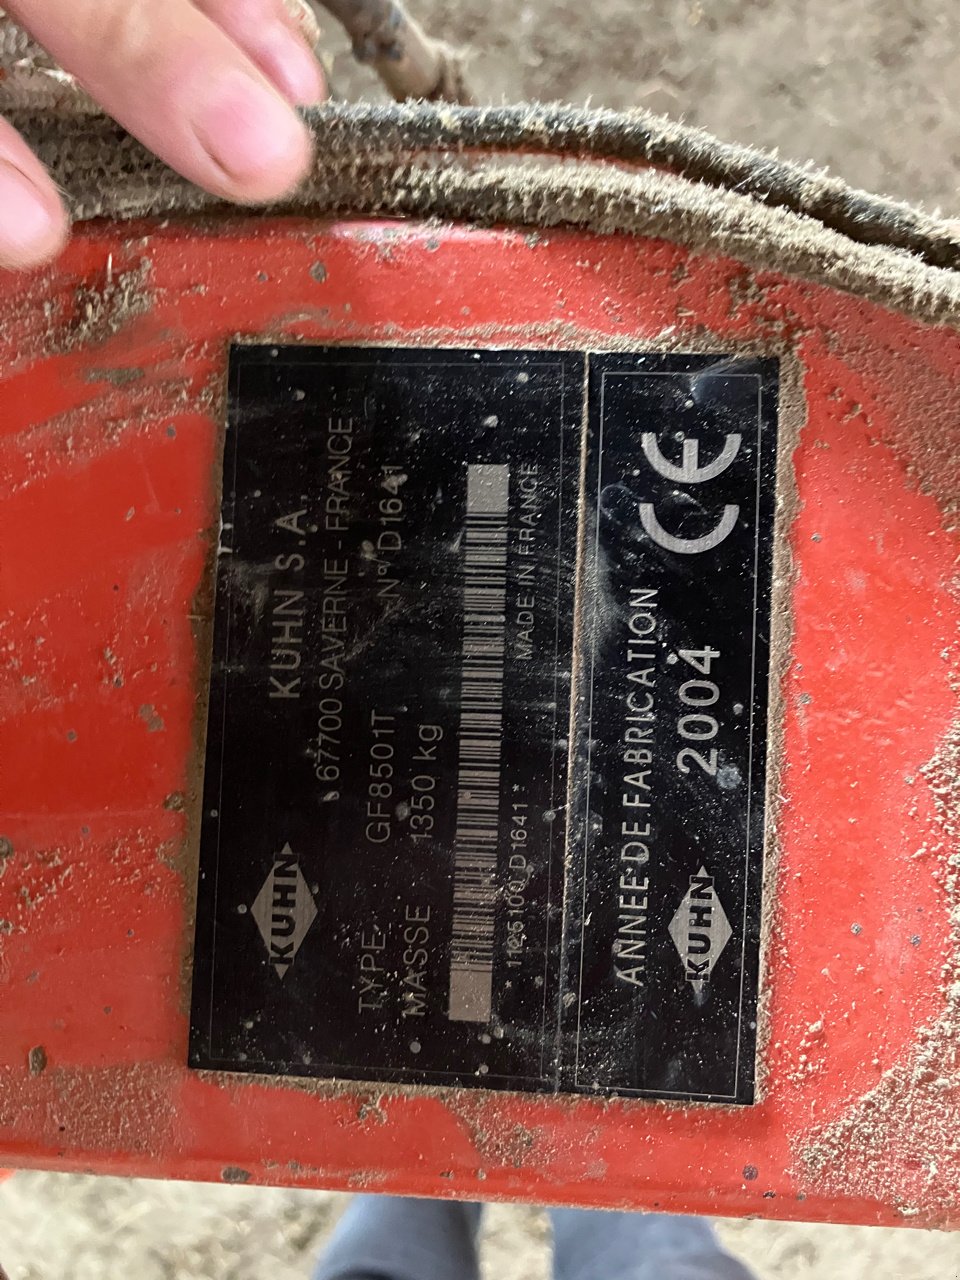 KUHN
KUHN S.A.
67700 SAVERNE - FRANCE
TYPE GF8501T N° D1641
MASSE 1350 kg
* 1125100 D1641 *
MADE IN FRANCE
ANNEE DE FABRICATION
KUHN 2004 CE